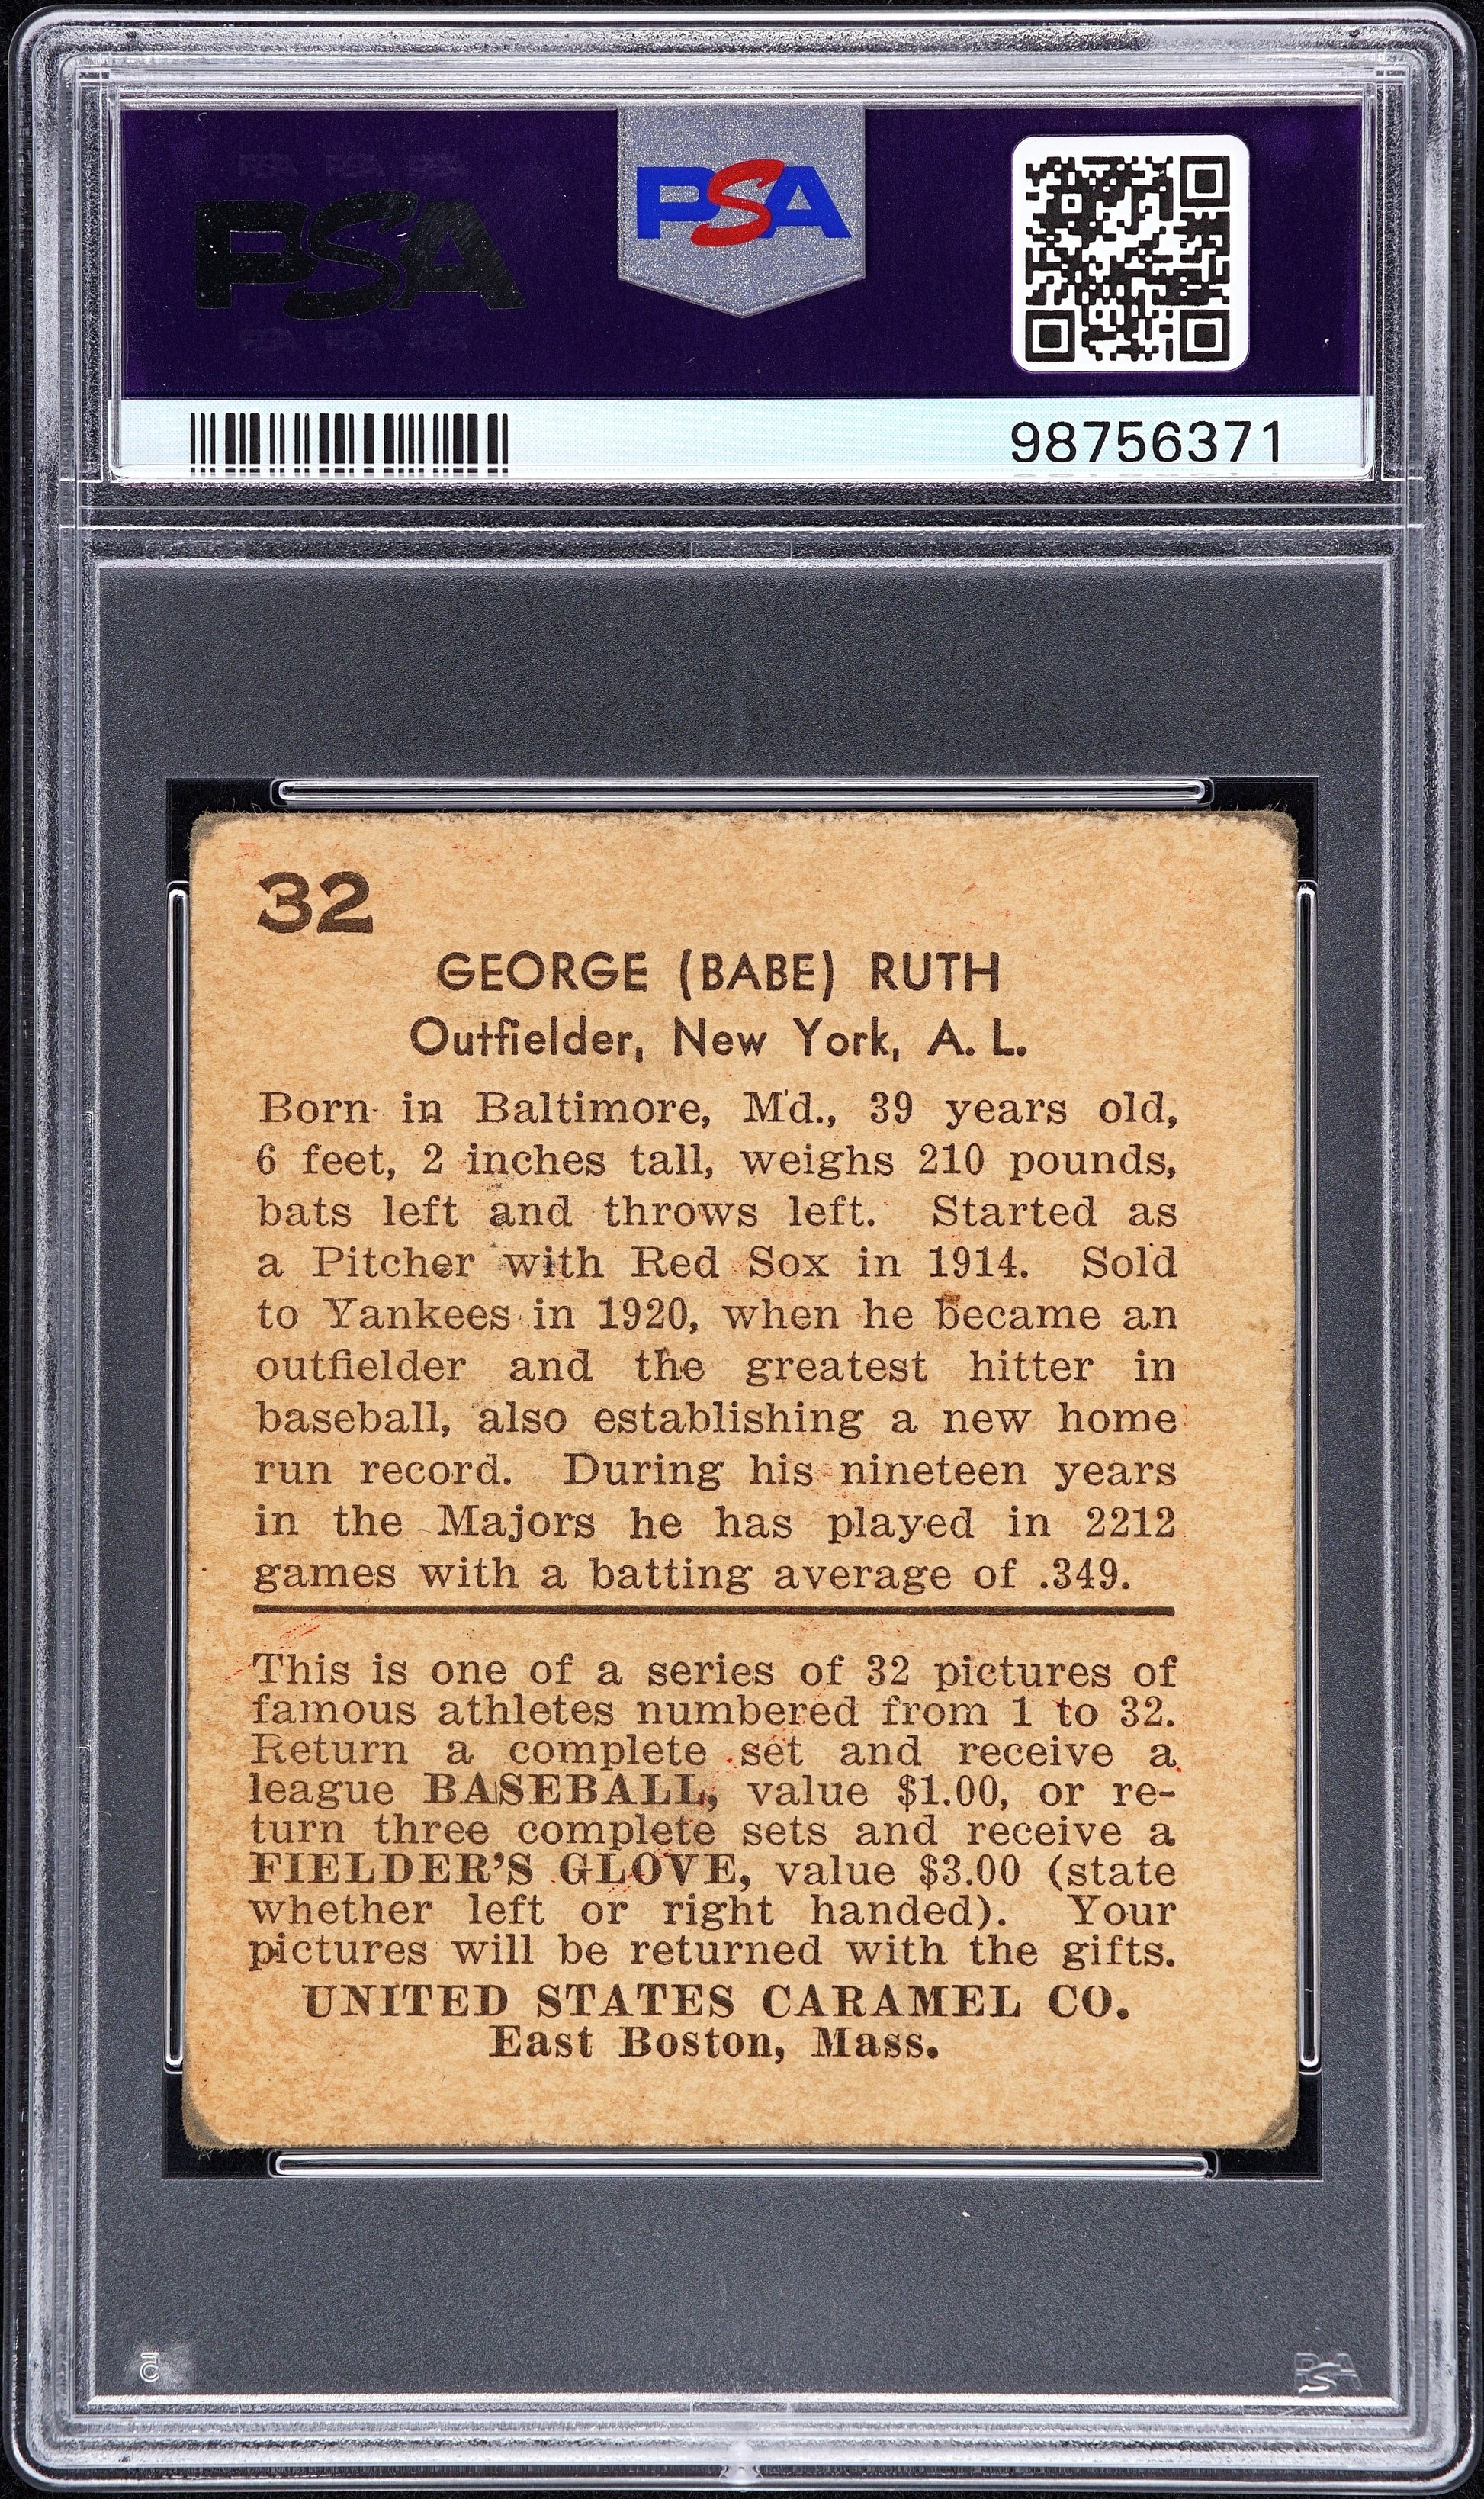 PSA
PSA
98756371
32
GEORGE (BABE) RUTH
Outfielder, New York, A. L.
Born in Baltimore, Md., 39 years old,
6 feet, 2 inches tall, weighs 210 pounds,
bats left and throws left. Started as
a Pitcher with Red Sox in 1914. Sold
to Yankees in 1920, when he became an
outfielder and the greatest hitter in
baseball, also establishing a new home
run record. During his nineteen years
in the Majors he has played in 2212
games with a batting average of .349.
This is one of a series of 32 pictures of
famous athletes numbered from 1 to 32.
Return a complete set and receive a
league BASEBALL, value $1.00, or re-
turn three complete sets and receive a
FIELDER'S GLOVE, value $3.00 (state
whether left or right handed). Your
pictures will be returned with the gifts.
UNITED STATES CARAMEL CO.
East Boston, Mass.
PSA